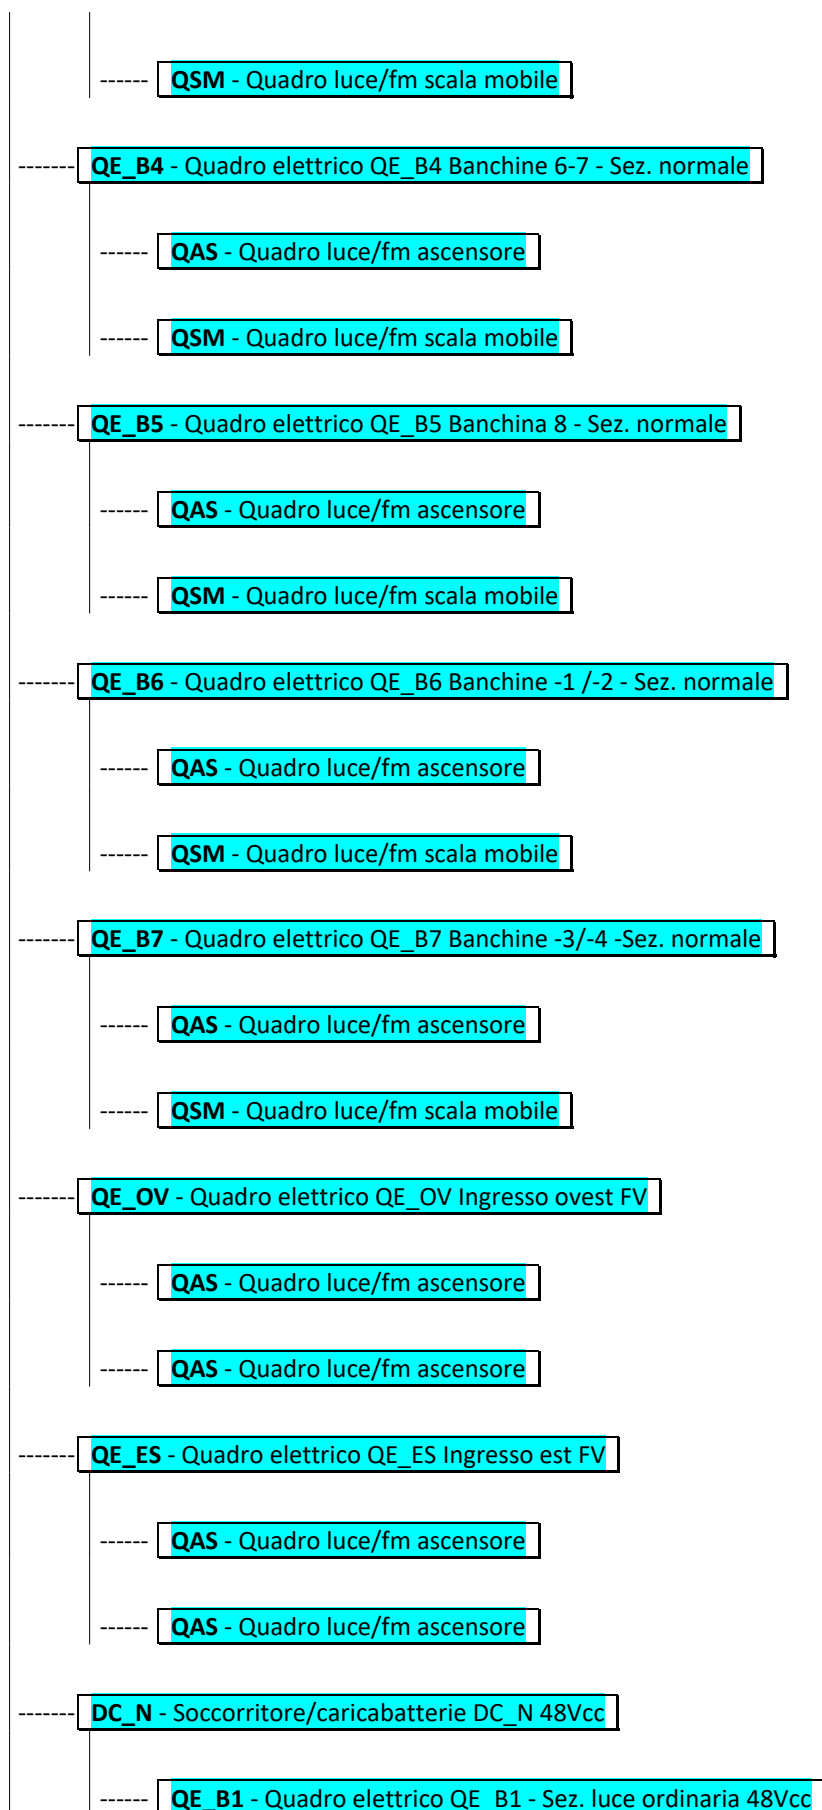 ------ QSM - Quadro luce/fm scala mobile
------- QE_B4 - Quadro elettrico QE_B4 Banchine 6-7 - Sez. normale
------ QAS - Quadro luce/fm ascensore
------ QSM - Quadro luce/fm scala mobile
------- QE_B5 - Quadro elettrico QE_B5 Banchina 8 - Sez. normale
------ QAS - Quadro luce/fm ascensore
------ QSM - Quadro luce/fm scala mobile
------- QE_B6 - Quadro elettrico QE_B6 Banchine -1 /-2 - Sez. normale
------ QAS - Quadro luce/fm ascensore
------ QSM - Quadro luce/fm scala mobile
------- QE_B7 - Quadro elettrico QE_B7 Banchine -3/-4 -Sez. normale
------ QAS - Quadro luce/fm ascensore
------ QSM - Quadro luce/fm scala mobile
------- QE_OV - Quadro elettrico QE_OV Ingresso ovest FV
------ QAS - Quadro luce/fm ascensore
------ QAS - Quadro luce/fm ascensore
------- QE_ES - Quadro elettrico QE_ES Ingresso est FV
------ QAS - Quadro luce/fm ascensore
------ QAS - Quadro luce/fm ascensore
------- DC_N - Soccorritore/caricabatterie DC_N 48Vcc
------ QE_B1 - Quadro elettrico QE_B1 - Sez. luce ordinaria 48Vcc